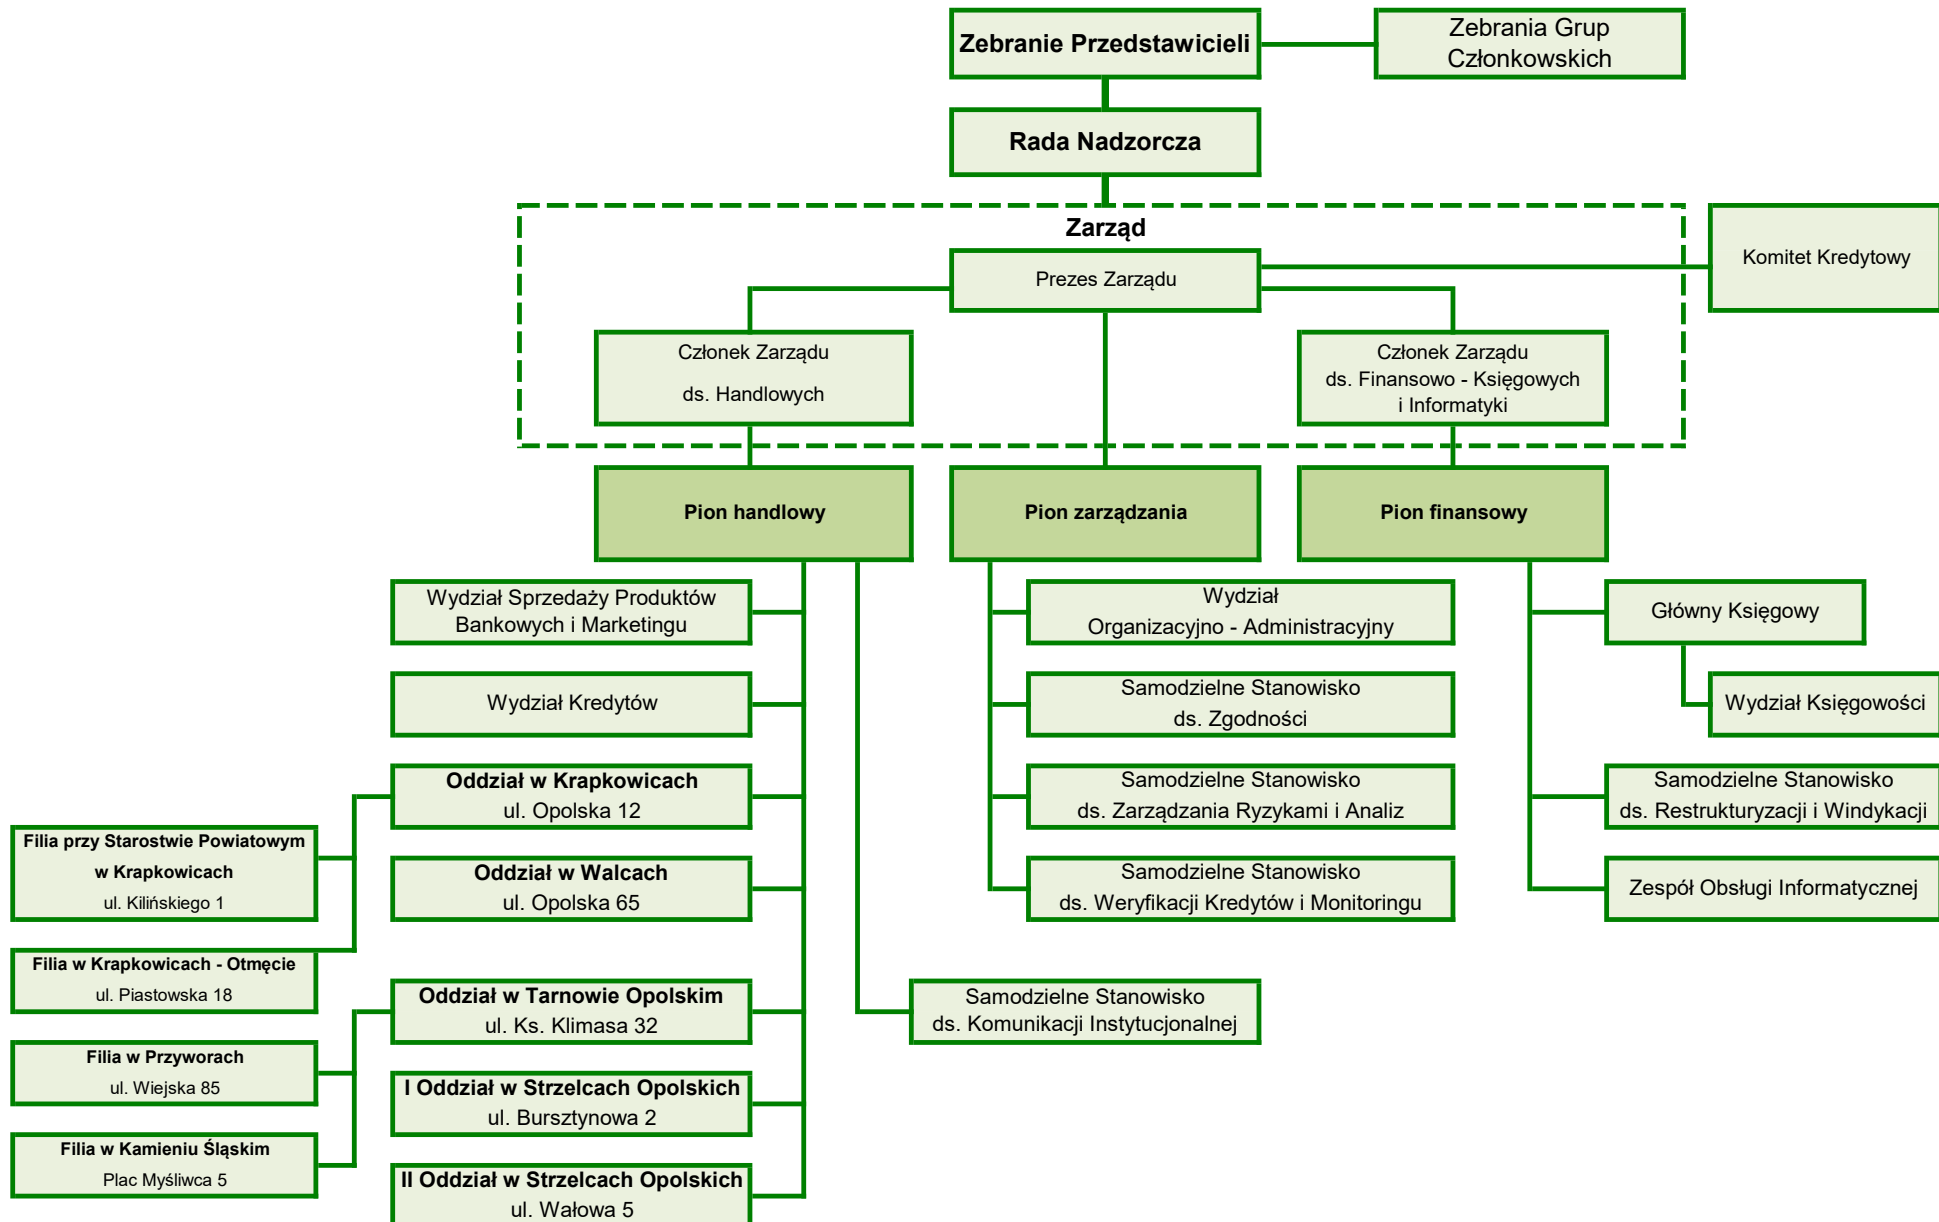 Zebranie Przedstawicieli
Zebrania Grup
Członkowskich
Rada Nadzorcza
Zarząd
Prezes Zarządu
Komitet Kredytowy
Członek Zarządu
ds. Handlowych
Członek Zarządu
ds. Finansowo - Księgowych
i Informatyki
Pion handlowy
Pion zarządzania
Pion finansowy
Wydział Sprzedaży Produktów
Bankowych i Marketingu
Wydział Kredytów
Oddział w Krapkowicach
ul. Opolska 12
Filia przy Starostwie Powiatowym
w Krapkowicach
ul. Kilińskiego 1
Filia w Krapkowicach - Otmęcie
ul. Piastowska 18
Oddział w Walcach
ul. Opolska 65
Oddział w Tarnowie Opolskim
ul. Ks. Klimasa 32
Filia w Przyworach
ul. Wiejska 85
Filia w Kamieniu Śląskim
Plac Myśliwca 5
I Oddział w Strzelcach Opolskich
ul. Bursztynowa 2
II Oddział w Strzelcach Opolskich
ul. Wałowa 5
Samodzielne Stanowisko
ds. Komunikacji Instytucjonalnej
Wydział
Organizacyjno - Administracyjny
Samodzielne Stanowisko
ds. Zgodności
Samodzielne Stanowisko
ds. Zarządzania Ryzykami i Analiz
Samodzielne Stanowisko
ds. Weryfikacji Kredytów i Monitoringu
Główny Księgowy
Wydział Księgowości
Samodzielne Stanowisko
ds. Restrukturyzacji i Windykacji
Zespół Obsługi Informatycznej